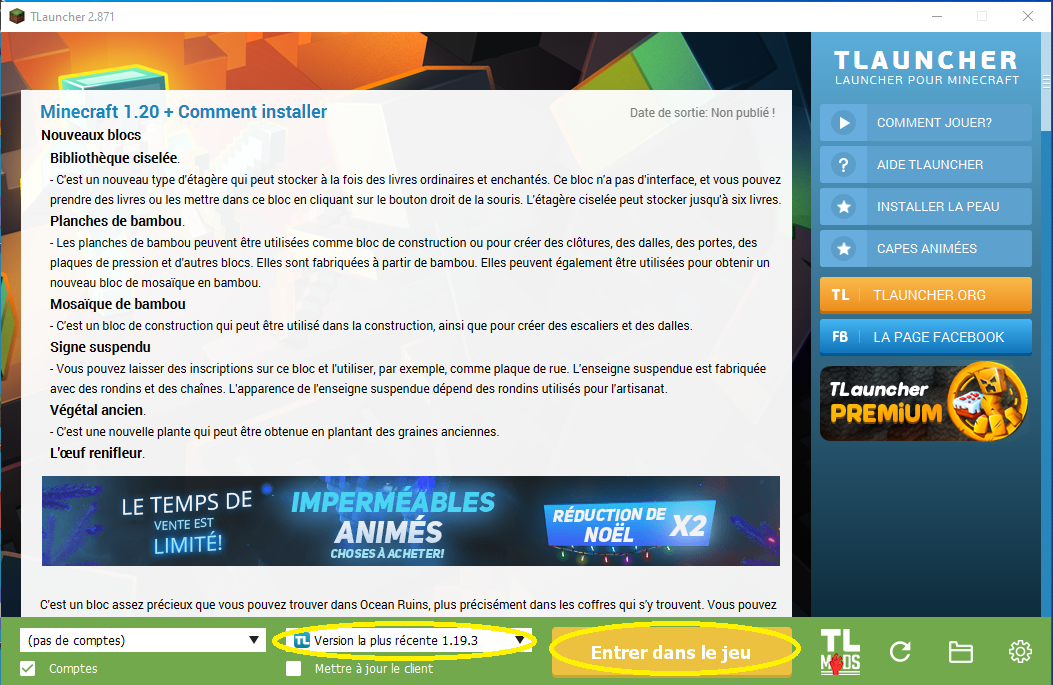 TLauncher 2.871
Minecraft 1.20 + Comment installer
Date de sortie: Non publié !
Nouveaux blocs
Bibliothèque ciselée.
- C'est un nouveau type d'étagère qui peut stocker à la fois des livres ordinaires et enchantés. Ce bloc n'a pas d'interface, et vous pouvez
prendre des livres ou les mettre dans ce bloc en cliquant sur le bouton droit de la souris. L'étagère ciselée peut stocker jusqu'à six livres.
Planches de bambou.
- Les planches de bambou peuvent être utilisées comme bloc de construction ou pour créer des clôtures, des dalles, des portes, des
plaques de pression et d'autres blocs. Elles sont fabriquées à partir de bambou. Elles peuvent également être utilisées pour obtenir un
nouveau bloc de mosaïque en bambou.
Mosaïque de bambou
- C'est un bloc de construction qui peut être utilisé dans la construction, ainsi que pour créer des escaliers et des dalles.
Signe suspendu
- Vous pouvez laisser des inscriptions sur ce bloc et l'utiliser, par exemple, comme plaque de rue. L'enseigne suspendue est fabriquée
avec des rondins et des chaînes. L'apparence de l'enseigne suspendue dépend des rondins utilisés pour l'artisanat.
Végétal ancien.
- C'est une nouvelle plante qui peut être obtenue en plantant des graines anciennes.
L'œuf renifleur.
LE TEMPS DE
VENTE EST
LIMITÉ!
IMPERMÉABLES
ANIMÉS
CHOSES À ACHETER!
RÉDUCTION DE
NOËL
X2
C'est un bloc assez précieux que vous pouvez trouver dans Ocean Ruins, plus précisément dans les coffres qui s'y trouvent. Vous pouvez
TLAUNCHER
LAUNCHER POUR MINECRAFT
COMMENT JOUER?
? AIDE TLAUNCHER
INSTALLER LA PEAU
CAPES ANIMÉES
TL TLAUNCHER.ORG
FB LA PAGE FACEBOOK
TLauncher
PREMIUM
(pas de comptes)
Comptes
TL Version la plus récente 1.19.3
Mettre à jour le client
Entrer dans le jeu
TL
MODS